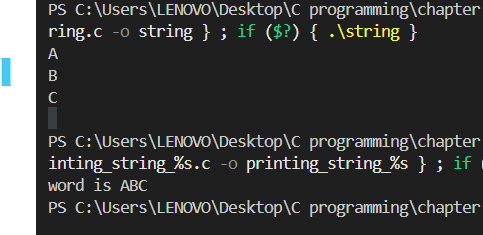 PS C:\Users\LENOVO\Desktop\C programming\chapter
ring.c -o string } ; if ($?) { .\string }
A
B
C
PS C:\Users\LENOVO\Desktop\C programming\chapter
inting_string_%s.c -o printing_string_%s } ; if
word is ABC
PS C:\Users\LENOVO\Desktop\C programming\chapter